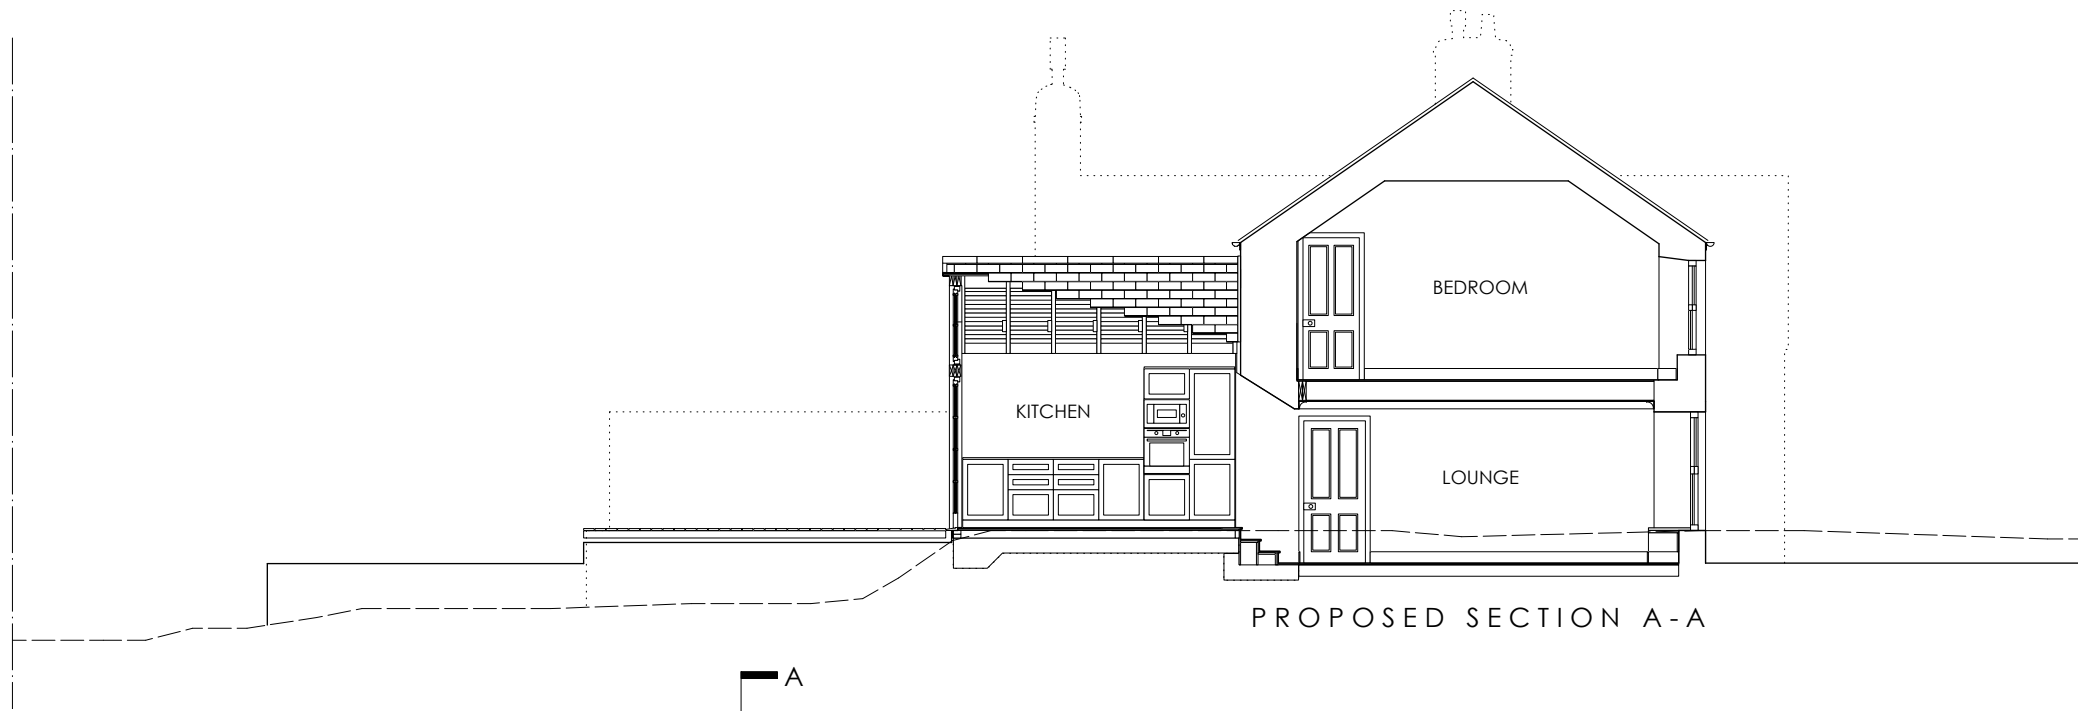 BEDROOM
KITCHEN
LOUNGE
PROPOSED SECTION A-A
A